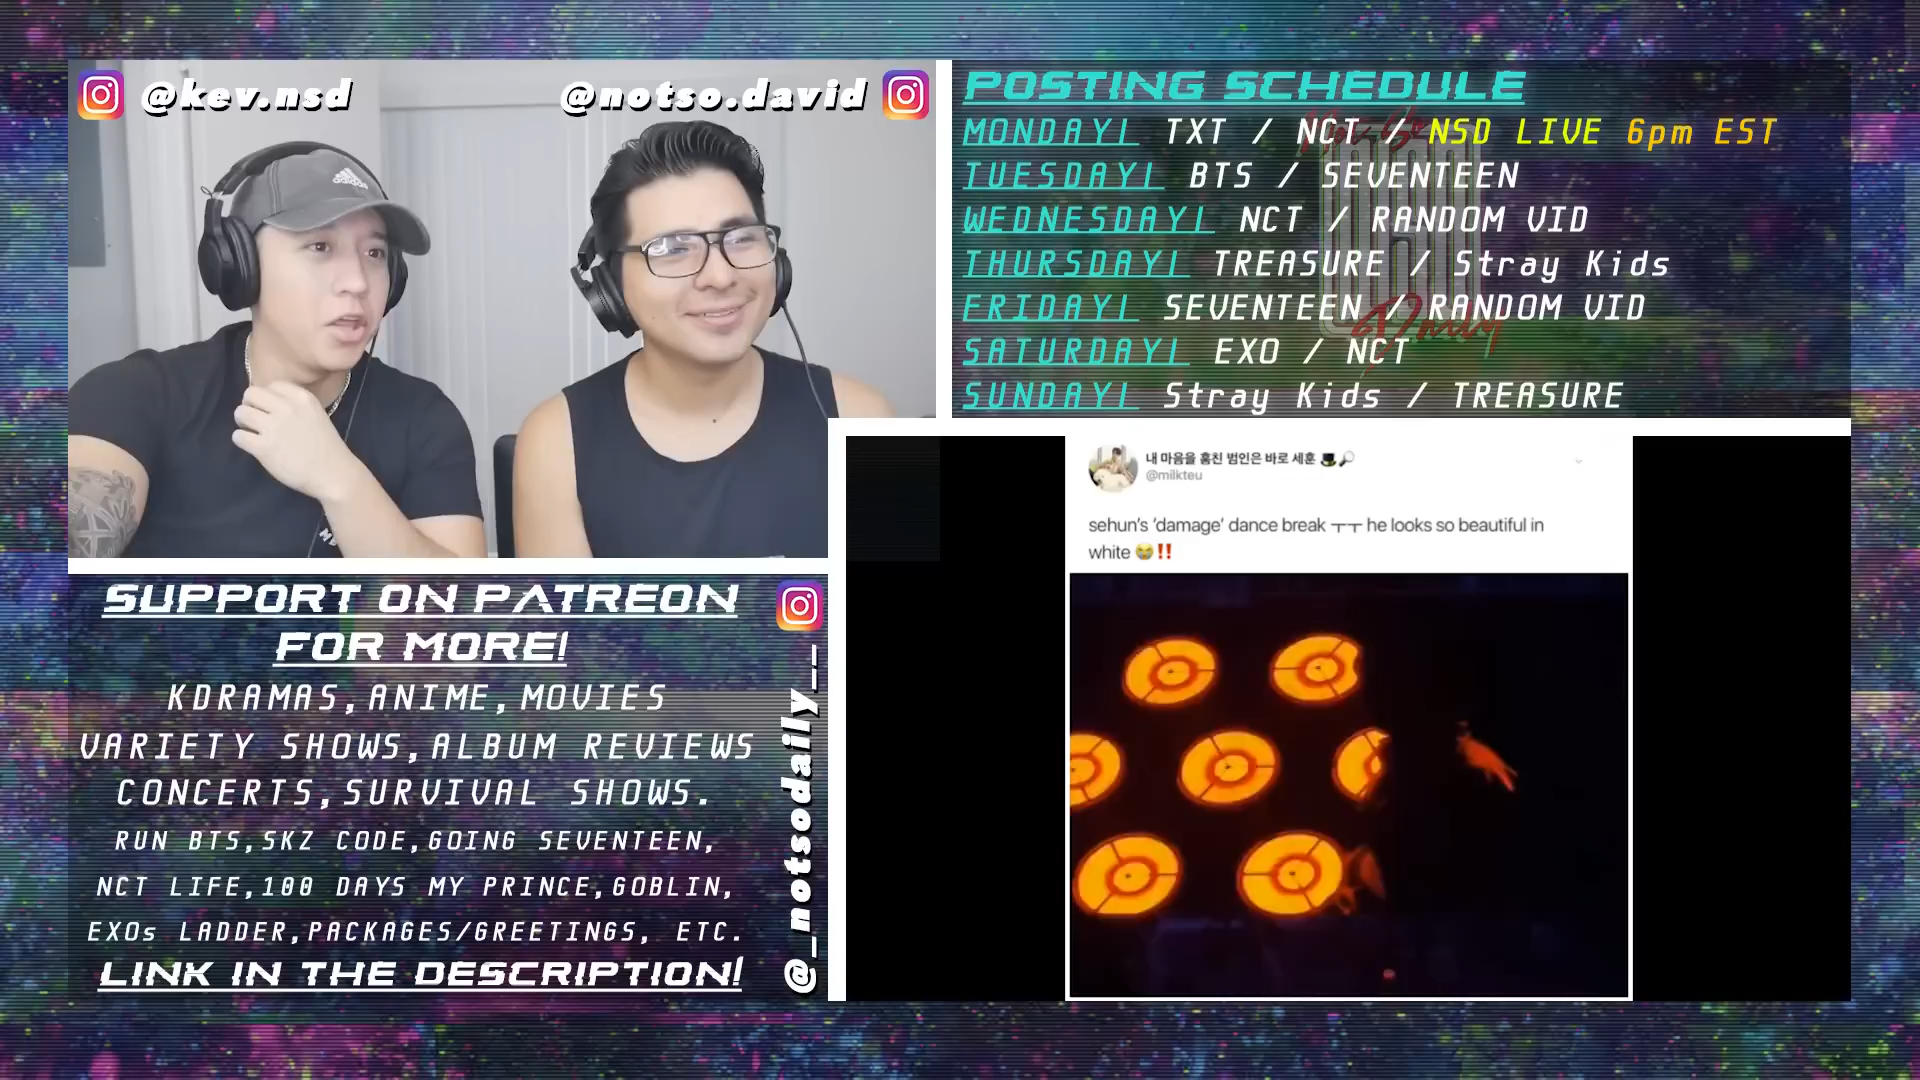 @kev.nsd
@notso.david
adidas
POSTING SCHEDULE
MONDAY| TXT / NCT / NSD LIVE 6pm EST
TUESDAY| BTS / SEVENTEEN
WEDNESDAY| NCT / RANDOM VID
THURSDAY| TREASURE / Stray Kids
FRIDAY| SEVENTEEN / RANDOM VID
SATURDAY| EXO / NCT
SUNDAY| Stray Kids / TREASURE
내 마음을 훔친 범인은 바로 세훈 🎩🔎
@milkteu
sehun's 'damage' dance break ㅜㅜ he looks so beautiful in
white 😭‼️
SUPPORT ON PATREON
FOR MORE!
KDRAMAS,ANIME,MOVIES
VARIETY SHOWS,ALBUM REVIEWS
CONCERTS,SURVIVAL SHOWS.
RUN BTS,SKZ CODE,GOING SEVENTEEN,
NCT LIFE,100 DAYS MY PRINCE,GOBLIN,
EXOs LADDER,PACKAGES/GREETINGS, ETC.
LINK IN THE DESCRIPTION!
@_notsodaily__